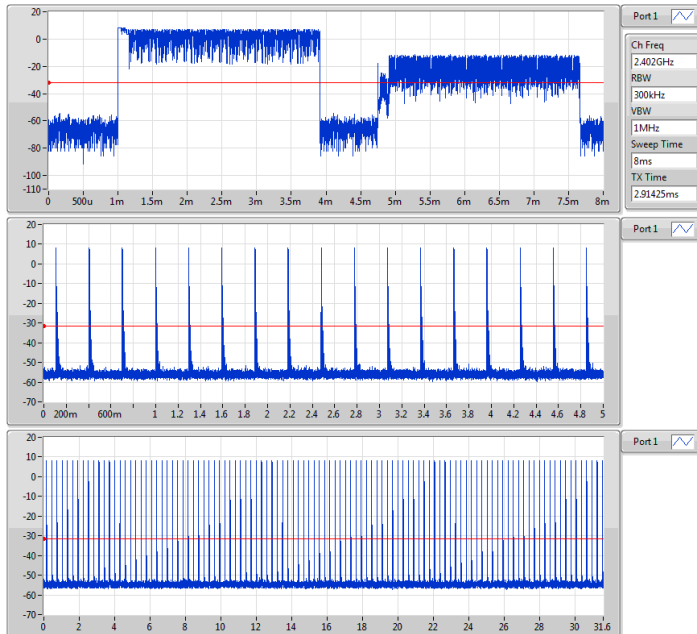 Port 1
20
0
-20
-40
-60
-80
-100
-110
0 500u 1m 1.5m 2m 2.5m 3m 3.5m 4m 4.5m 5m 5.5m 6m 6.5m 7m 7.5m 8m
Ch Freq
2.402GHz
RBW
300kHz
VBW
1MHz
Sweep Time
8ms
TX Time
2.91425ms
Port 1
20
10
0
-10
-20
-30
-40
-50
-60
-70
0 200m 600m 1 1.2 1.4 1.6 1.8 2 2.2 2.4 2.6 2.8 3 3.2 3.4 3.6 3.8 4 4.2 4.4 4.6 4.8 5
Port 1
20
10
0
-10
-20
-30
-40
-50
-60
-70
0 2 4 6 8 10 12 14 16 18 20 22 24 26 28 30 31.6